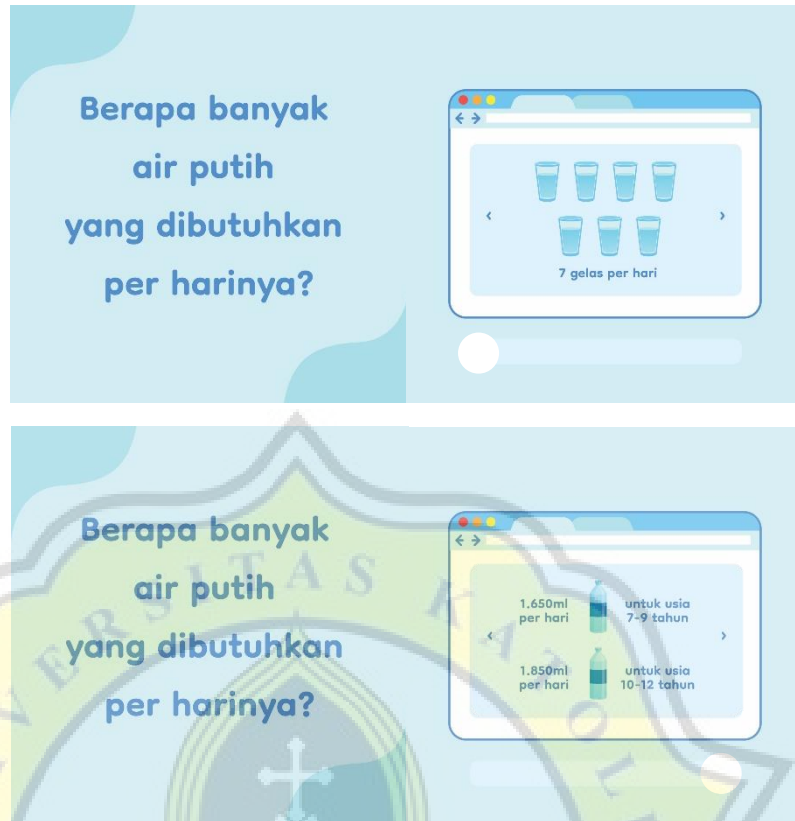 Berapa banyak
air putih
yang dibutuhkan
per harinya?
7 gelas per hari
Berapa banyak
air putih
yang dibutuhkan
per harinya?
1.650ml
per hari
untuk usia
7-9 tahun
1.850ml
per hari
untuk usia
10-12 tahun